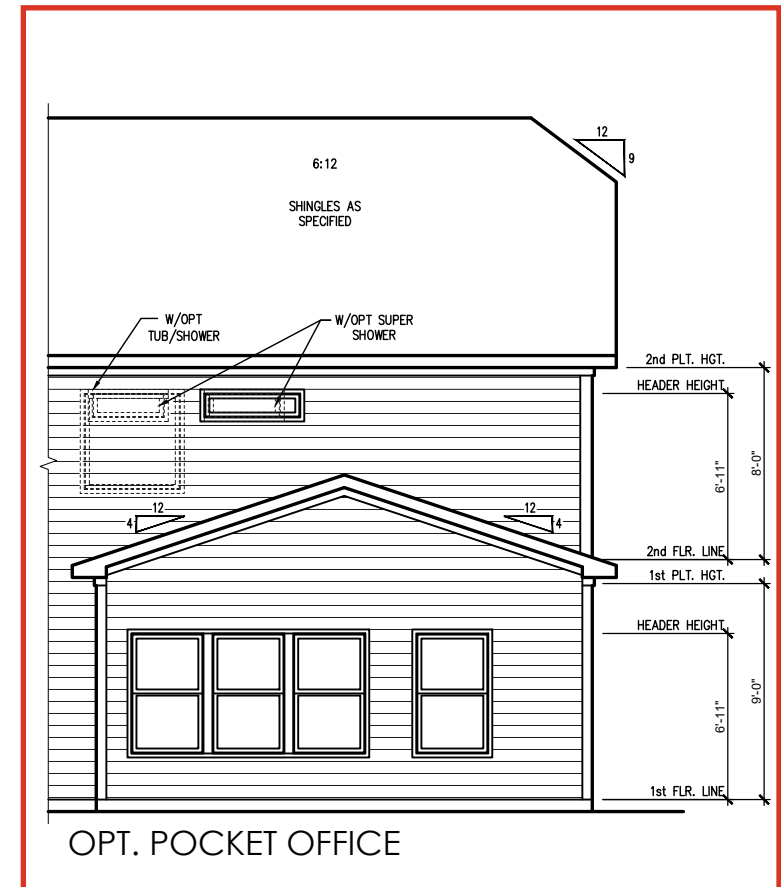 12
9
6:12
SHINGLES AS
SPECIFIED
W/OPT
TUB/SHOWER
W/OPT SUPER
SHOWER
2nd PLT. HGT.
HEADER HEIGHT
6'-11"
8'-0"
12
4
12
4
2nd FLR. LINE
1st PLT. HGT.
HEADER HEIGHT
6'-11"
9'-0"
1st FLR. LINE
OPT. POCKET OFFICE